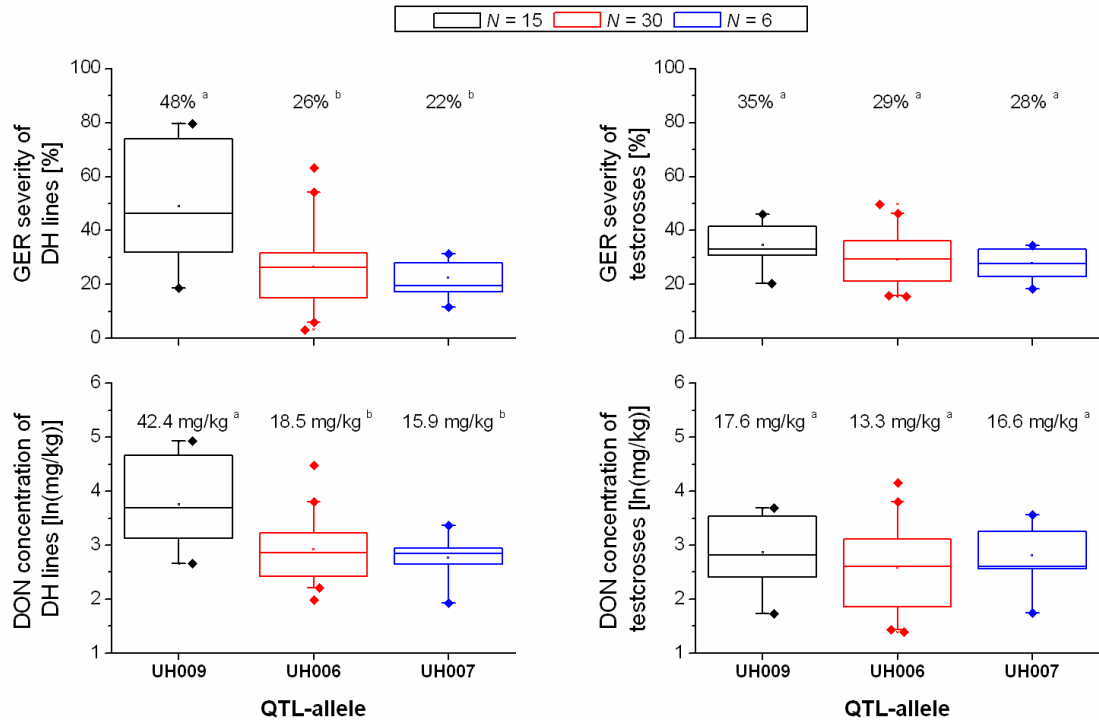 N = 15 N = 30 N = 6
GER severity of
DH lines [%]
100
80
60
40
20
0
48% a 26% b 22% b
GER severity of
testcrosses [%]
100
80
60
40
20
0
35% a 29% a 28% a
DON concentration of
DH lines [ln(mg/kg)]
6
5
4
3
2
1
42.4 mg/kg a 18.5 mg/kg b 15.9 mg/kg b
UH009 UH006 UH007
QTL-allele
DON concentration of
testcrosses [ln(mg/kg)]
6
5
4
3
2
1
17.6 mg/kg a 13.3 mg/kg a 16.6 mg/kg a
UH009 UH006 UH007
QTL-allele